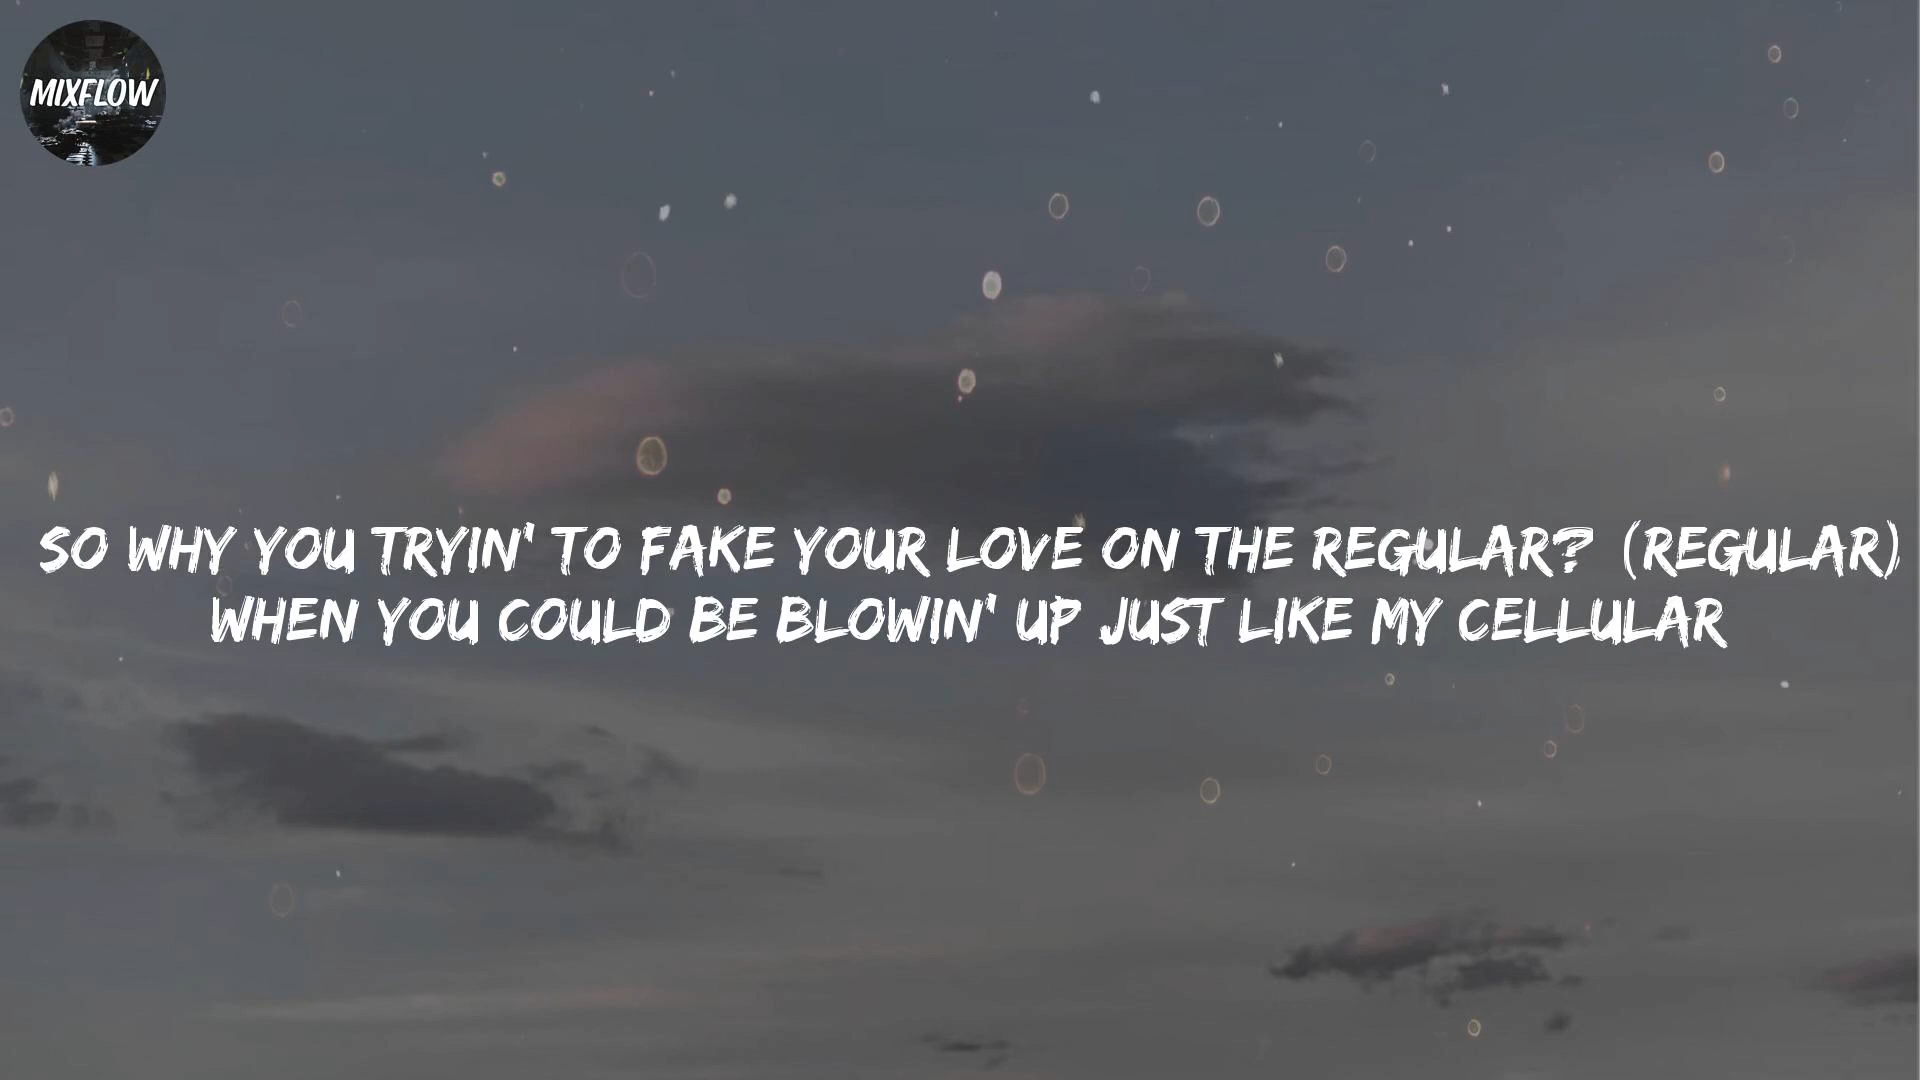 MIXFLOW
SO WHY YOU TRYIN' TO FAKE YOUR LOVE ON THE REGULAR? (REGULAR)
WHEN YOU COULD BE BLOWIN' UP JUST LIKE MY CELLULAR